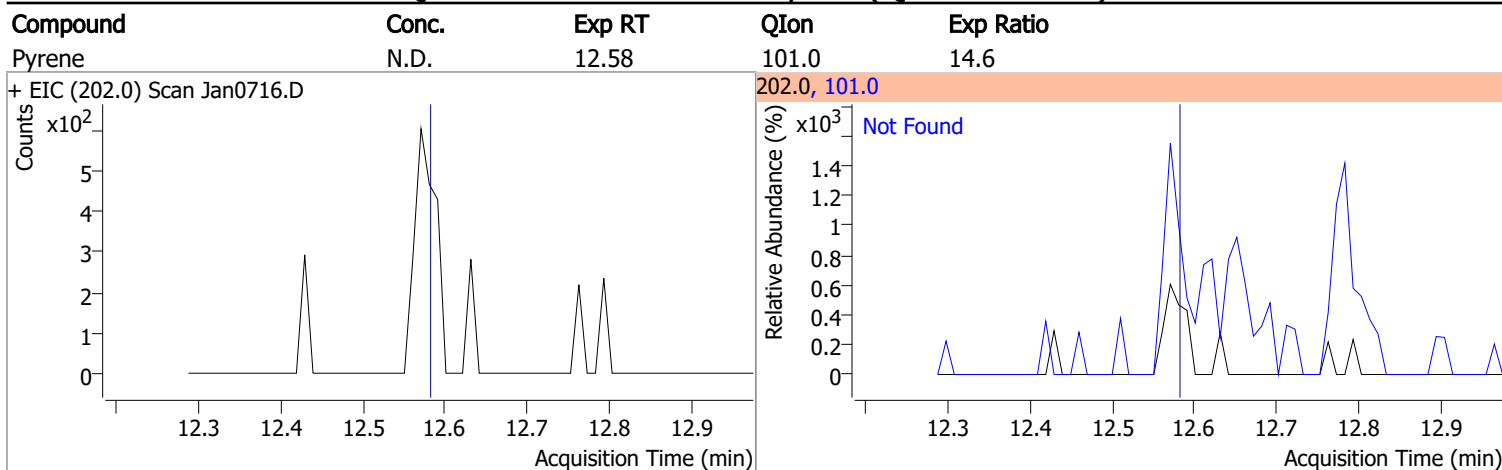 Compound Conc. Exp RT QIon Exp Ratio
Pyrene N.D. 12.58 101.0 14.6
+ EIC (202.0) Scan Jan0716.D
Counts
x10²
5
4
3
2
1
0
12.3 12.4 12.5 12.6 12.7 12.8 12.9
Acquisition Time (min)
202.0, 101.0
Relative Abundance (%)
x10³
Not Found
1.4
1.2
1
0.8
0.6
0.4
0.2
0
12.3 12.4 12.5 12.6 12.7 12.8 12.9
Acquisition Time (min)